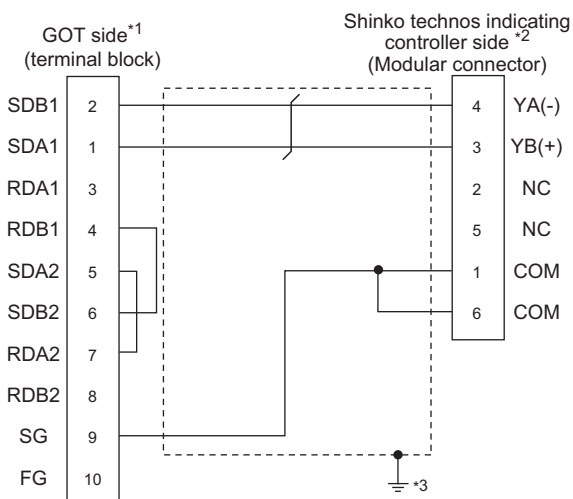 GOT side*1
(terminal block)
Shinko technos indicating
controller side *2
(Modular connector)
SDB1 2 4 YA(-)
SDA1 1 3 YB(+)
RDA1 3 2 NC
RDB1 4 5 NC
SDA2 5 1 COM
SDB2 6 6 COM
RDA2 7
RDB2 8
SG 9
FG 10
*3